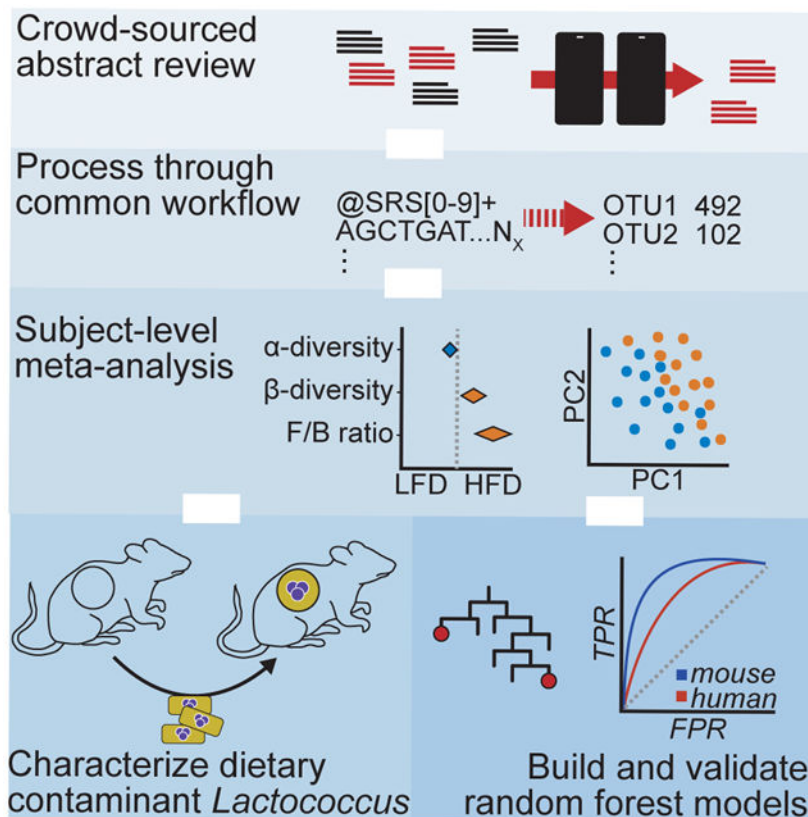 Crowd-sourced
abstract review
Process through
common workflow
@SRS[0-9]+
AGCTGAT...N_X
⋮
OTU1 492
OTU2 102
⋮
Subject-level
meta-analysis
α-diversity
β-diversity
F/B ratio
LFD HFD
PC2
PC1
Characterize dietary
contaminant Lactococcus
TPR
mouse
human
FPR
Build and validate
random forest models